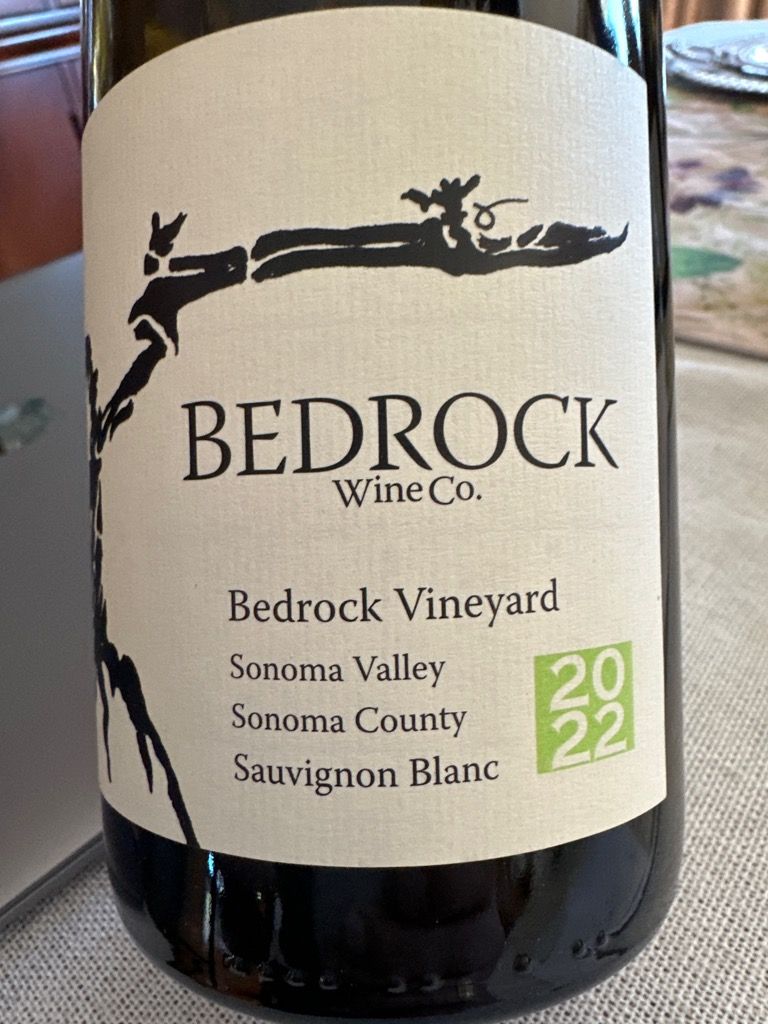 BEDROCK
Wine Co.
Bedrock Vineyard
Sonoma Valley
Sonoma County
Sauvignon Blanc
20
22